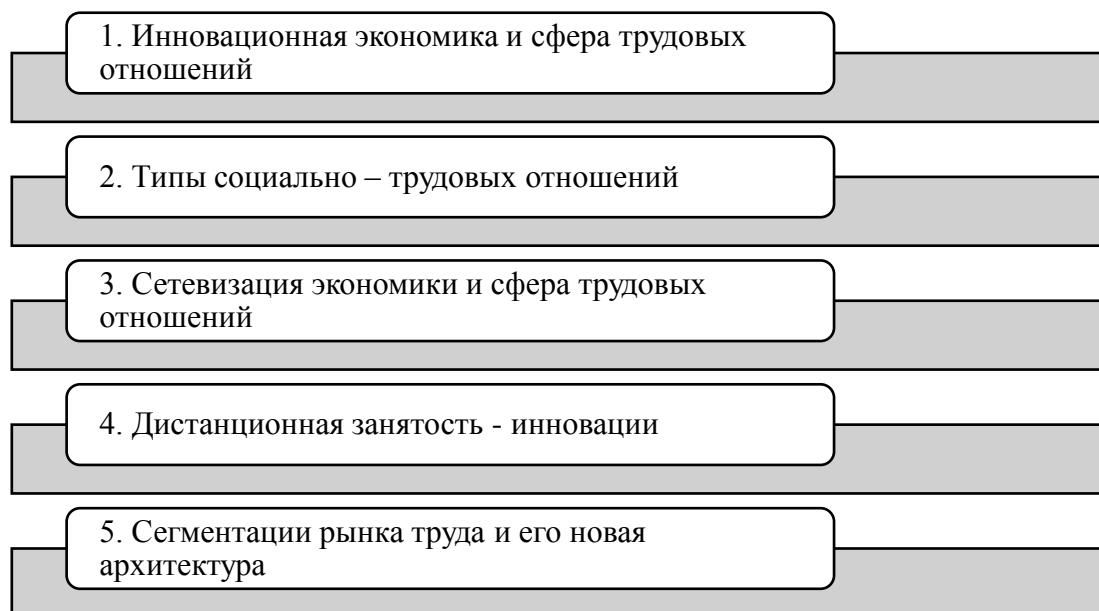 1. Инновационная экономика и сфера трудовых
отношений
2. Типы социально – трудовых отношений
3. Сетевизация экономики и сфера трудовых
отношений
4. Дистанционная занятость - инновации
5. Сегментации рынка труда и его новая
архитектура